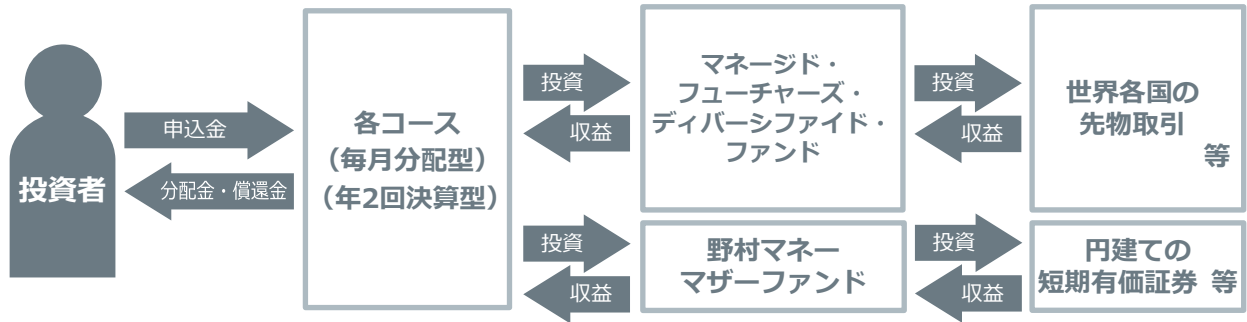 投資者
申込金
分配金・償還金
各コース
(毎月分配型)
(年2回決算型)
投資
収益
マネージド・
フューチャーズ・
ディバーシファイド・
ファンド
投資
収益
世界各国の
先物取引
等
投資
収益
野村マネー
マザーファンド
投資
収益
円建ての
短期有価証券 等